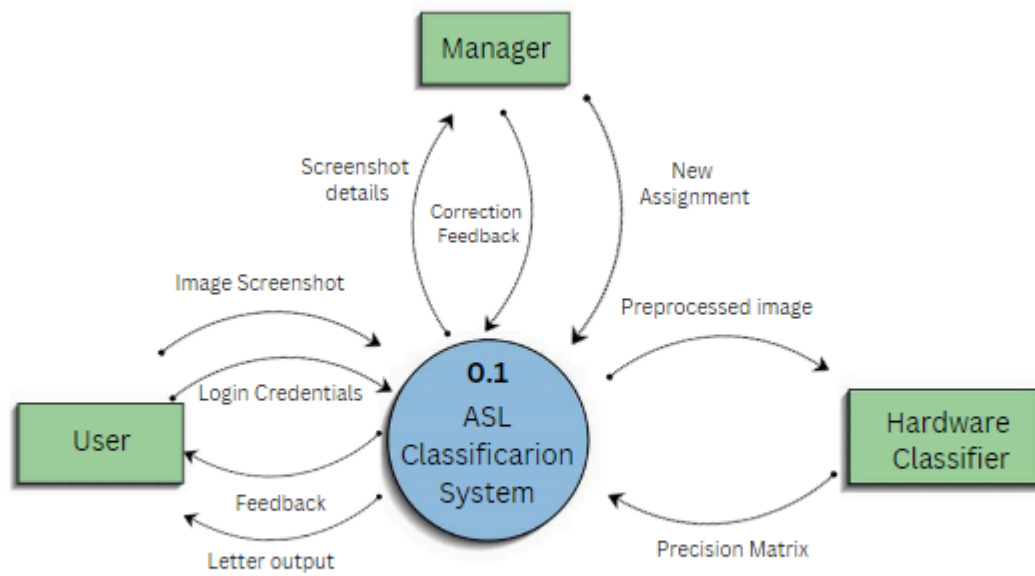 Manager
Screenshot
details
Correction
Feedback
New
Assignment
Image Screenshot
Preprocessed image
Login Credentials
0.1
ASL
Classificarion
System
User
Hardware
Classifier
Feedback
Letter output
Precision Matrix